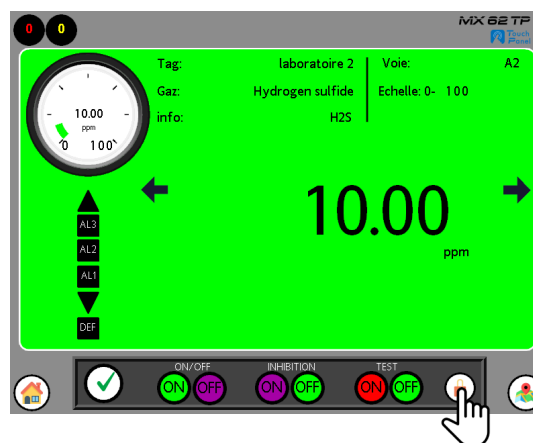 0 0 MX 62 TP
Touch
Panel
Tag: laboratoire 2 Voie: A2
Gaz: Hydrogen sulfide Echelle: 0- 100
info: H2S
10.00
ppm
0 100
10.00
ppm
AL3
AL2
AL1
DEF
ON/OFF INHIBITION TEST
ON OFF ON OFF ON OFF